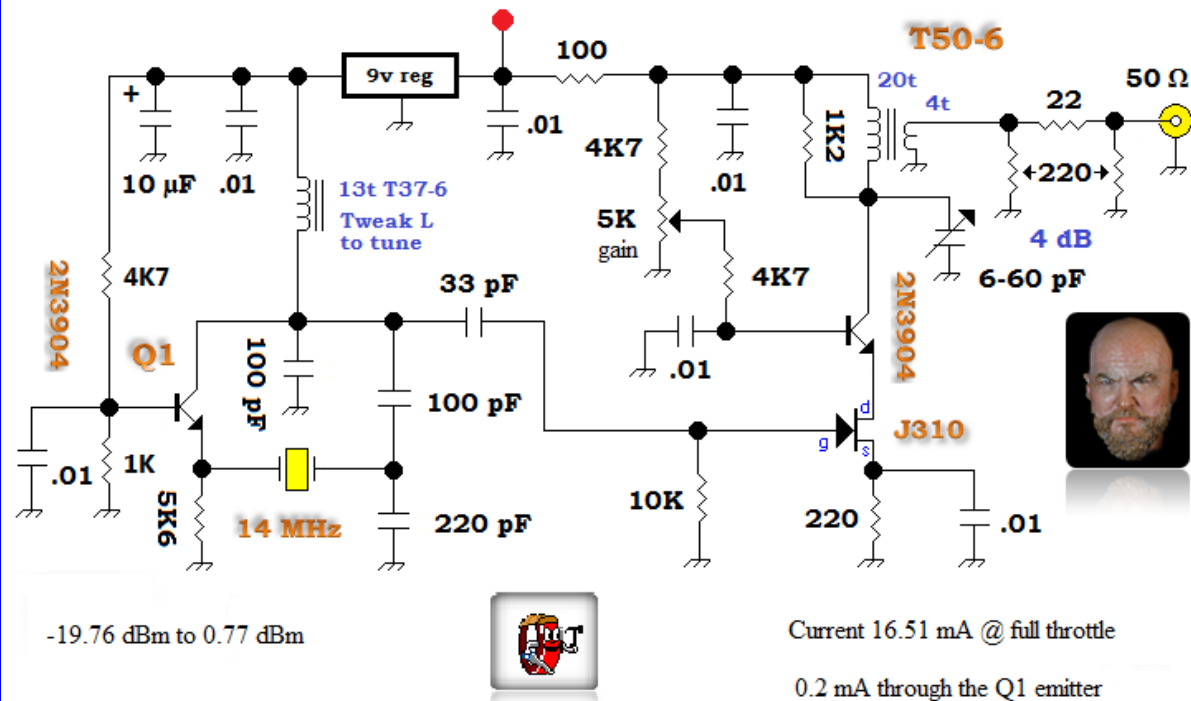 T50-6
100
9v reg
20t
4t
22
50 Ω
+
.01
4K7
1K2
10 µF
.01
13t T37-6
Tweak L
to tune
.01
5K
gain
220
4 dB
6-60 pF
2N3904
4K7
33 pF
4K7
2N3904
Q1
100 pF
.01
100 pF
d
g
s
J310
.01
1K
5K6
14 MHz
220 pF
10K
220
.01
-19.76 dBm to 0.77 dBm
Current 16.51 mA @ full throttle
0.2 mA through the Q1 emitter